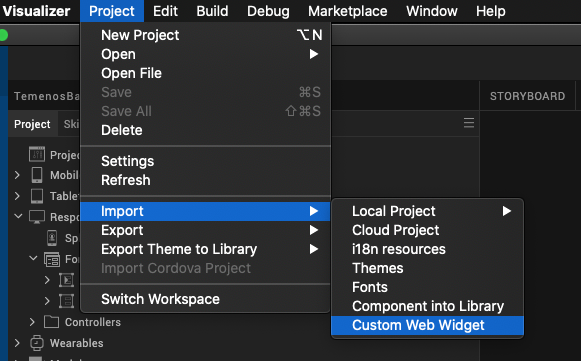 Visualizer Project Edit Build Debug Marketplace Window Help
New Project ⌥N
Open
Open File
Save ⌘S
Save All ⇧⌘S
Delete
Settings
Refresh
Import
Export
Export Theme to Library
Import Cordova Project
Switch Workspace
Local Project
Cloud Project
i18n resources
Themes
Fonts
Component into Library
Custom Web Widget
TemenosBa
STORYBOARD
Project Ski
Projec
Mobil
Table
Respo
Sp
For
Controllers
Wearables